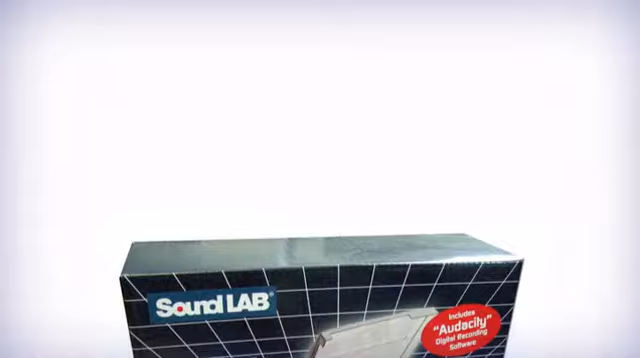 Sound LAB®
Includes
"Audacity"
Digital Recording
Software